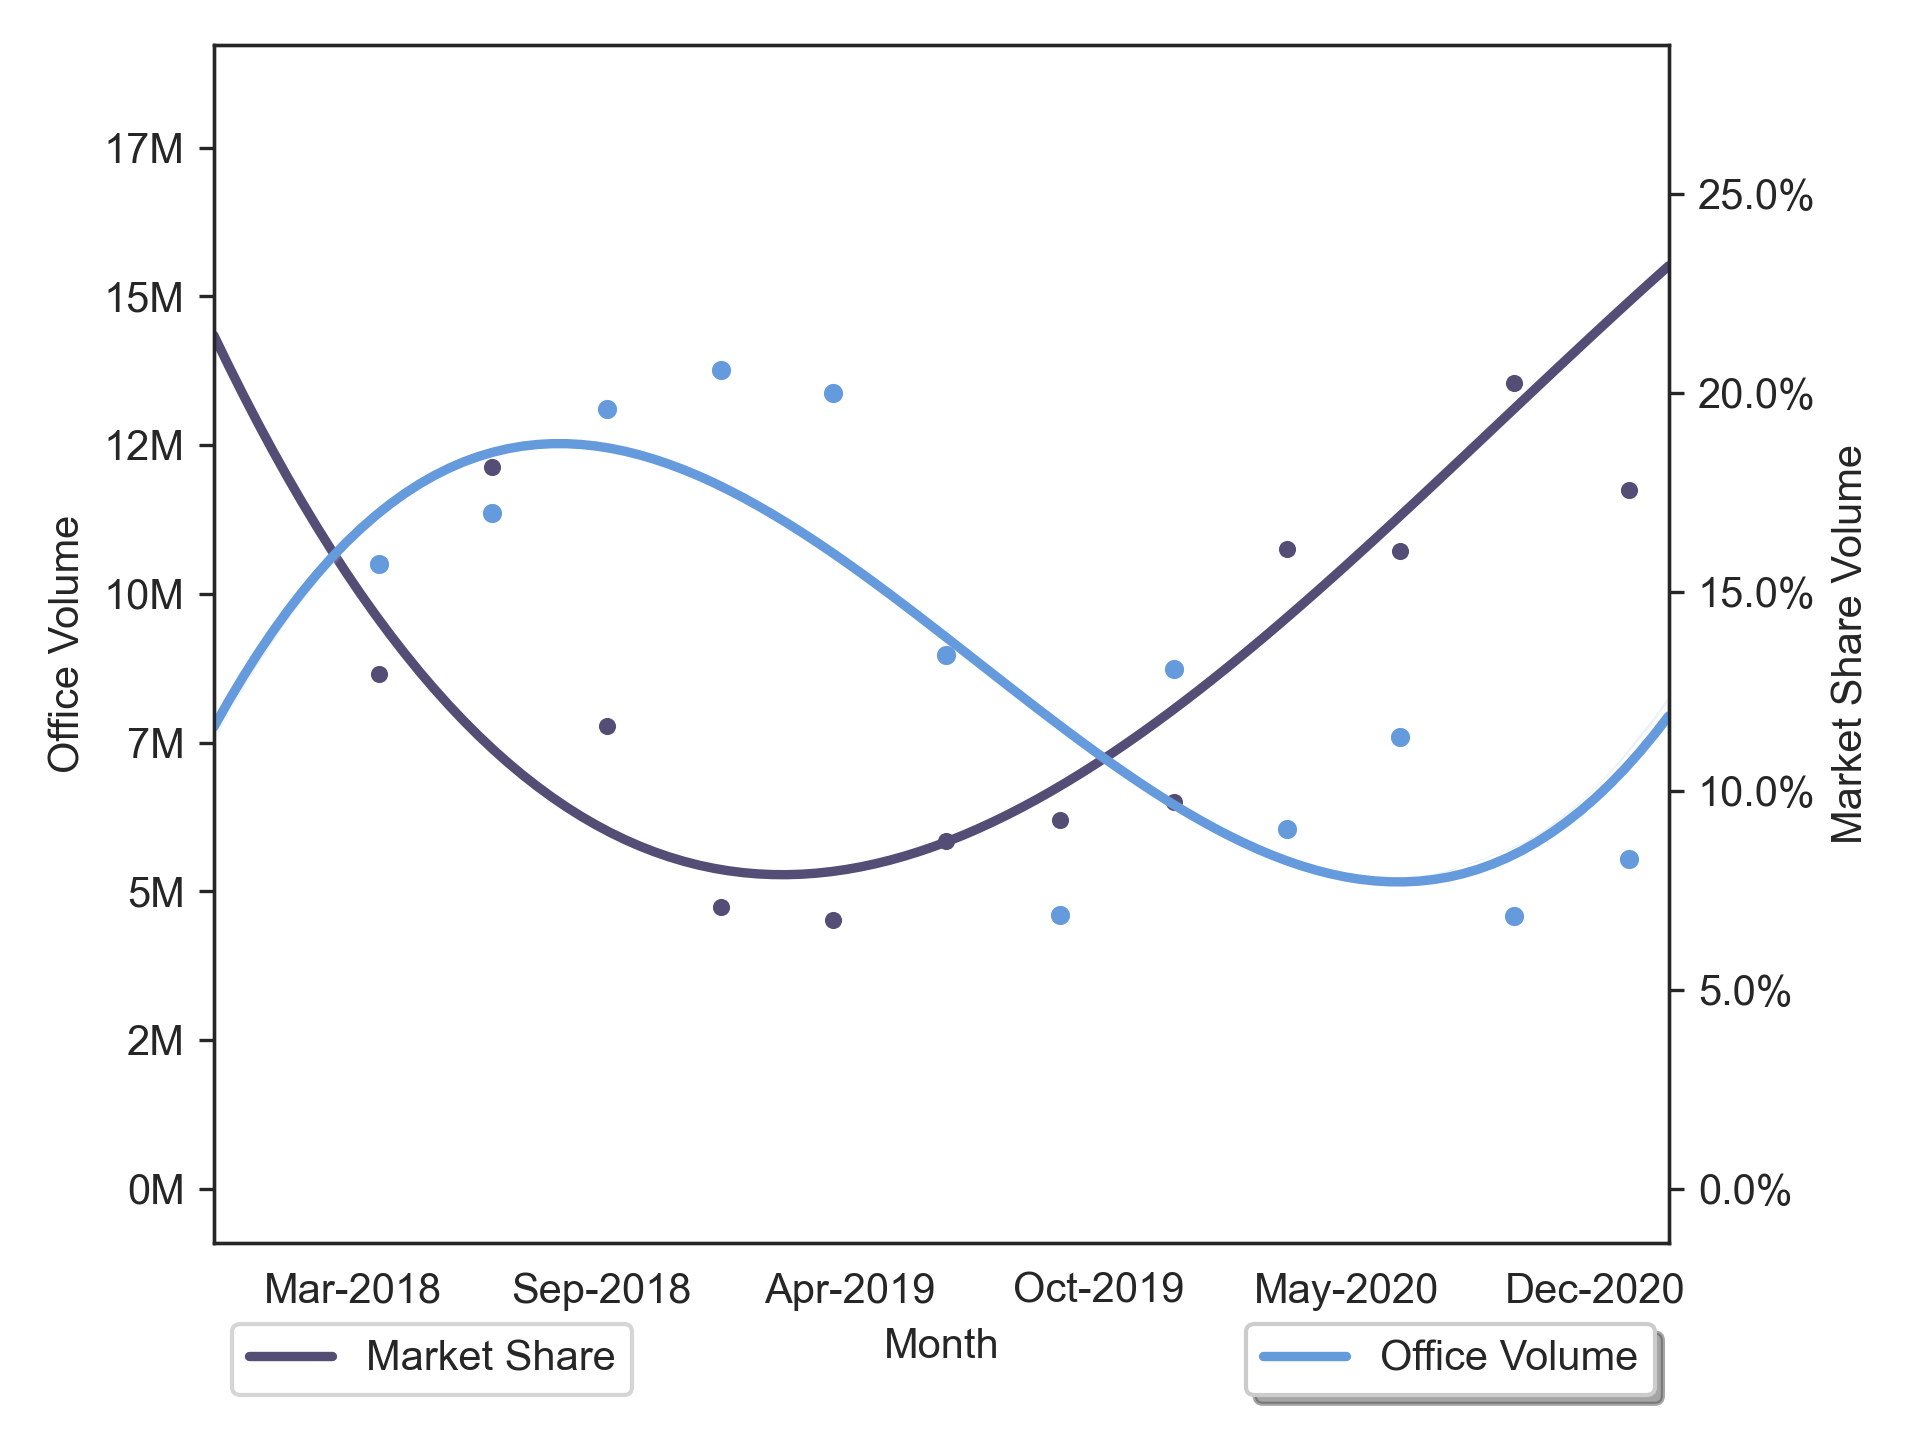 17M
15M
12M
10M
7M
5M
2M
0M
Office Volume
25.0%
20.0%
15.0%
10.0%
5.0%
0.0%
Market Share Volume
Mar-2018 Sep-2018 Apr-2019 Oct-2019 May-2020 Dec-2020
Month
Market Share
Office Volume